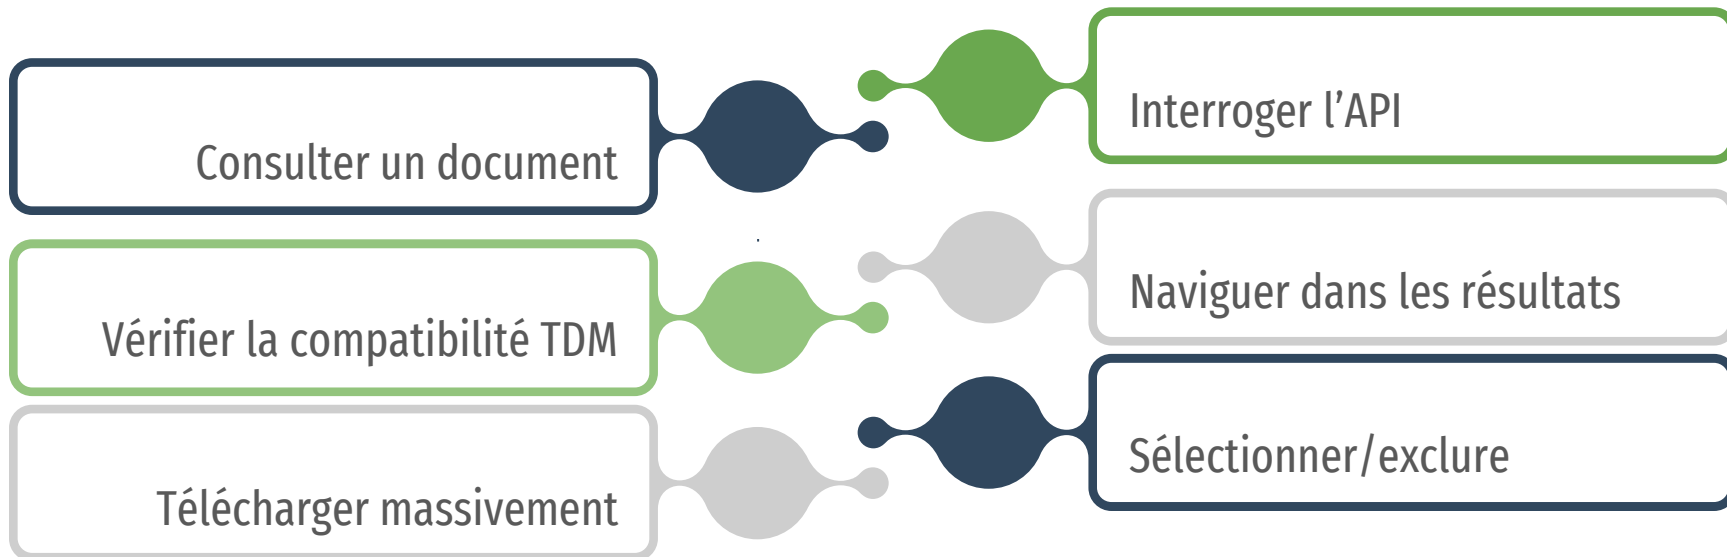 Consulter un document
Interroger l’API
Vérifier la compatibilité TDM
Naviguer dans les résultats
Télécharger massivement
Sélectionner/exclure